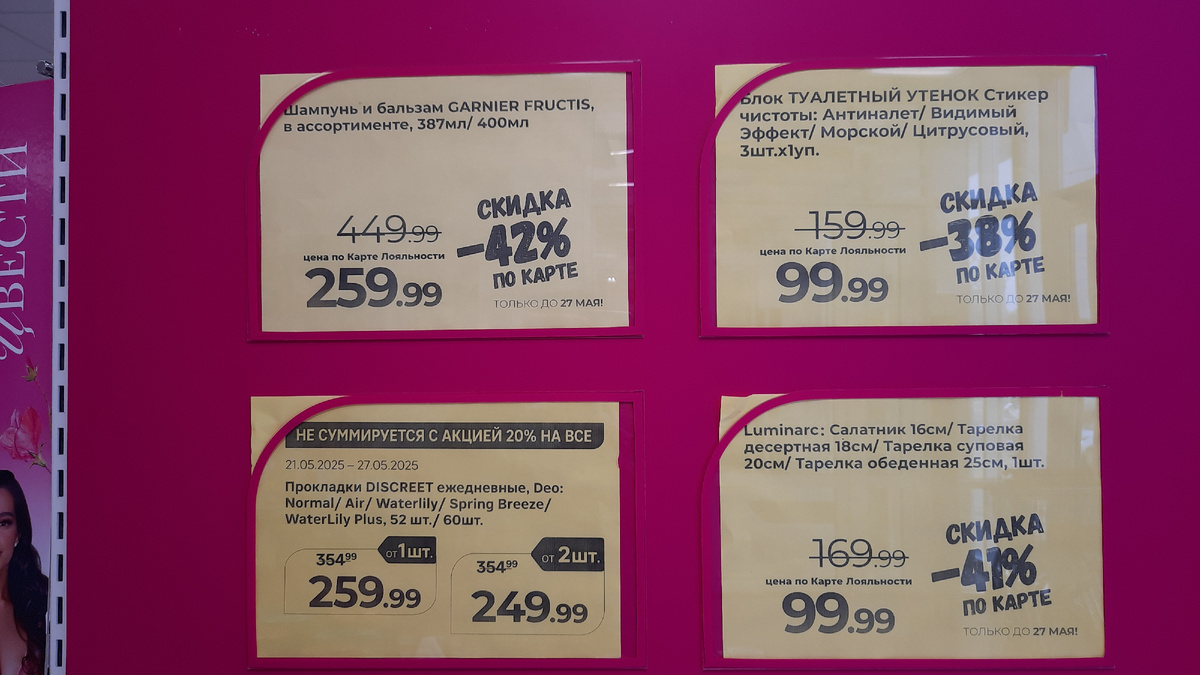 ЦВЕСТИ
Шампунь и бальзам GARNIER FRUCTIS,
в ассортименте, 387мл/ 400мл
449.99
цена по Карте Лояльности
259.99
СКИДКА
-42%
ПО КАРТЕ
ТОЛЬКО ДО 27 МАЯ!
Блок ТУАЛЕТНЫЙ УТЕНОК Стикер
чистоты: Антиналет/ Видимый
Эффект/ Морской/ Цитрусовый,
3шт.х1уп.
159.99
цена по Карте Лояльности
99.99
СКИДКА
-38%
ПО КАРТЕ
ТОЛЬКО ДО 27 МАЯ!
НЕ СУММИРУЕТСЯ С АКЦИЕЙ 20% НА ВСЕ
21.05.2025 – 27.05.2025
Прокладки DISCREET ежедневные, Deo:
Normal/ Air/ Waterlily/ Spring Breeze/
WaterLily Plus, 52 шт./ 60шт.
354.99
от 1шт.
259.99
354.99
от 2шт.
249.99
Luminarc: Салатник 16см/ Тарелка
десертная 18см/ Тарелка суповая
20см/ Тарелка обеденная 25см, 1шт.
169.99
цена по Карте Лояльности
99.99
СКИДКА
-41%
ПО КАРТЕ
ТОЛЬКО ДО 27 МАЯ!